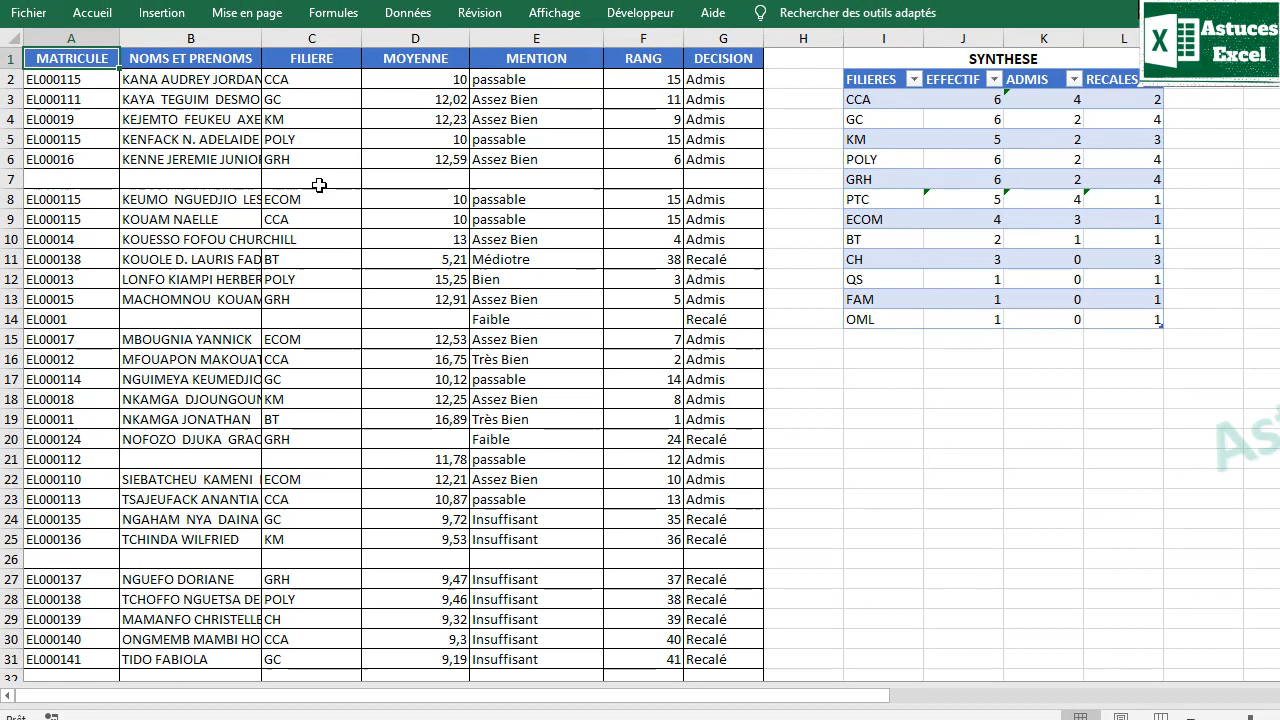 Fichier Accueil Insertion Mise en page Formules Données Révision Affichage Développeur Aide Rechercher des outils adaptés
Astuces
Excel
A B C D E F G H I J K L
1 MATRICULE NOMS ET PRENOMS FILIERE MOYENNE MENTION RANG DECISION SYNTHESE
2 EL000115 KANA AUDREY JORDAN CCA 10 passable 15 Admis FILIERES EFFECTIF ADMIS RECALES
3 EL000111 KAYA TEGUIM DESMO GC 12,02 Assez Bien 11 Admis CCA 6 4 2
4 EL00019 KEJEMTO FEUKEU AXE KM 12,23 Assez Bien 9 Admis GC 6 2 4
5 EL000115 KENFACK N. ADELAIDE POLY 10 passable 15 Admis KM 5 2 3
6 EL00016 KENNE JEREMIE JUNIOR GRH 12,59 Assez Bien 6 Admis POLY 6 2 4
7 GRH 6 2 4
8 EL000115 KEUMO NGUEDJIO LES ECOM 10 passable 15 Admis PTC 5 4 1
9 EL000115 KOUAM NAELLE CCA 10 passable 15 Admis ECOM 4 3 1
10 EL00014 KOUESSO FOFOU CHURCHILL 13 Assez Bien 4 Admis BT 2 1 1
11 EL000138 KOUOLE D. LAURIS FAD BT 5,21 Médiotre 38 Recalé CH 3 0 3
12 EL00013 LONFO KIAMPI HERBER POLY 15,25 Bien 3 Admis QS 1 0 1
13 EL00015 MACHOMNOU KOUAM GRH 12,91 Assez Bien 5 Admis FAM 1 0 1
14 EL0001 Faible Recalé OML 1 0 1
15 EL00017 MBOUGNIA YANNICK ECOM 12,53 Assez Bien 7 Admis
16 EL00012 MFOUAPON MAKOUAT CCA 16,75 Très Bien 2 Admis
17 EL000114 NGUIMEYA KEUMEDJIO GC 10,12 passable 14 Admis
18 EL00018 NKAMGA DJOUNGOUN KM 12,25 Assez Bien 8 Admis
19 EL00011 NKAMGA JONATHAN BT 16,89 Très Bien 1 Admis
20 EL000124 NOFOZO DJUKA GRAC GRH Faible 24 Recalé
21 EL000112 11,78 passable 12 Admis
22 EL000110 SIEBATCHEU KAMENI ECOM 12,21 Assez Bien 10 Admis
23 EL000113 TSAJEUFACK ANANTIA CCA 10,87 passable 13 Admis
24 EL000135 NGAHAM NYA DAINA GC 9,72 Insuffisant 35 Recalé
25 EL000136 TCHINDA WILFRIED KM 9,53 Insuffisant 36 Recalé
26
27 EL000137 NGUEFO DORIANE GRH 9,47 Insuffisant 37 Recalé
28 EL000138 TCHOFFO NGUETSA DE POLY 9,46 Insuffisant 38 Recalé
29 EL000139 MAMANFO CHRISTELLE CH 9,32 Insuffisant 39 Recalé
30 EL000140 ONGMEMB MAMBI HO CCA 9,3 Insuffisant 40 Recalé
31 EL000141 TIDO FABIOLA GC 9,19 Insuffisant 41 Recalé
32